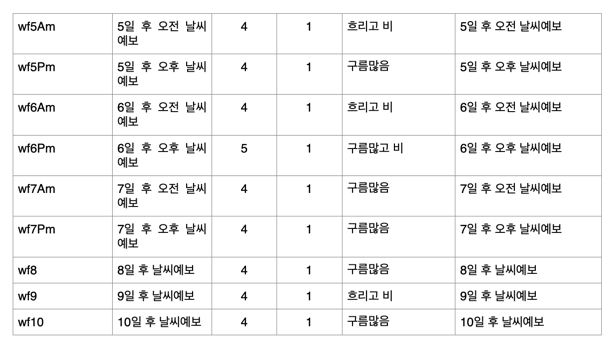 wf5Am 5일 후 오전 날씨 4 1 흐리고 비 5일 후 오전 날씨예보
예보
wf5Pm 5일 후 오후 날씨 4 1 구름많음 5일 후 오후 날씨예보
예보
wf6Am 6일 후 오전 날씨 4 1 흐리고 비 6일 후 오전 날씨예보
예보
wf6Pm 6일 후 오후 날씨 5 1 구름많고 비 6일 후 오후 날씨예보
예보
wf7Am 7일 후 오전 날씨 4 1 구름많음 7일 후 오전 날씨예보
예보
wf7Pm 7일 후 오후 날씨 4 1 구름많음 7일 후 오후 날씨예보
예보
wf8 8일 후 날씨예보 4 1 구름많음 8일 후 날씨예보
wf9 9일 후 날씨예보 4 1 흐리고 비 9일 후 날씨예보
wf10 10일 후 날씨예보 4 1 구름많음 10일 후 날씨예보